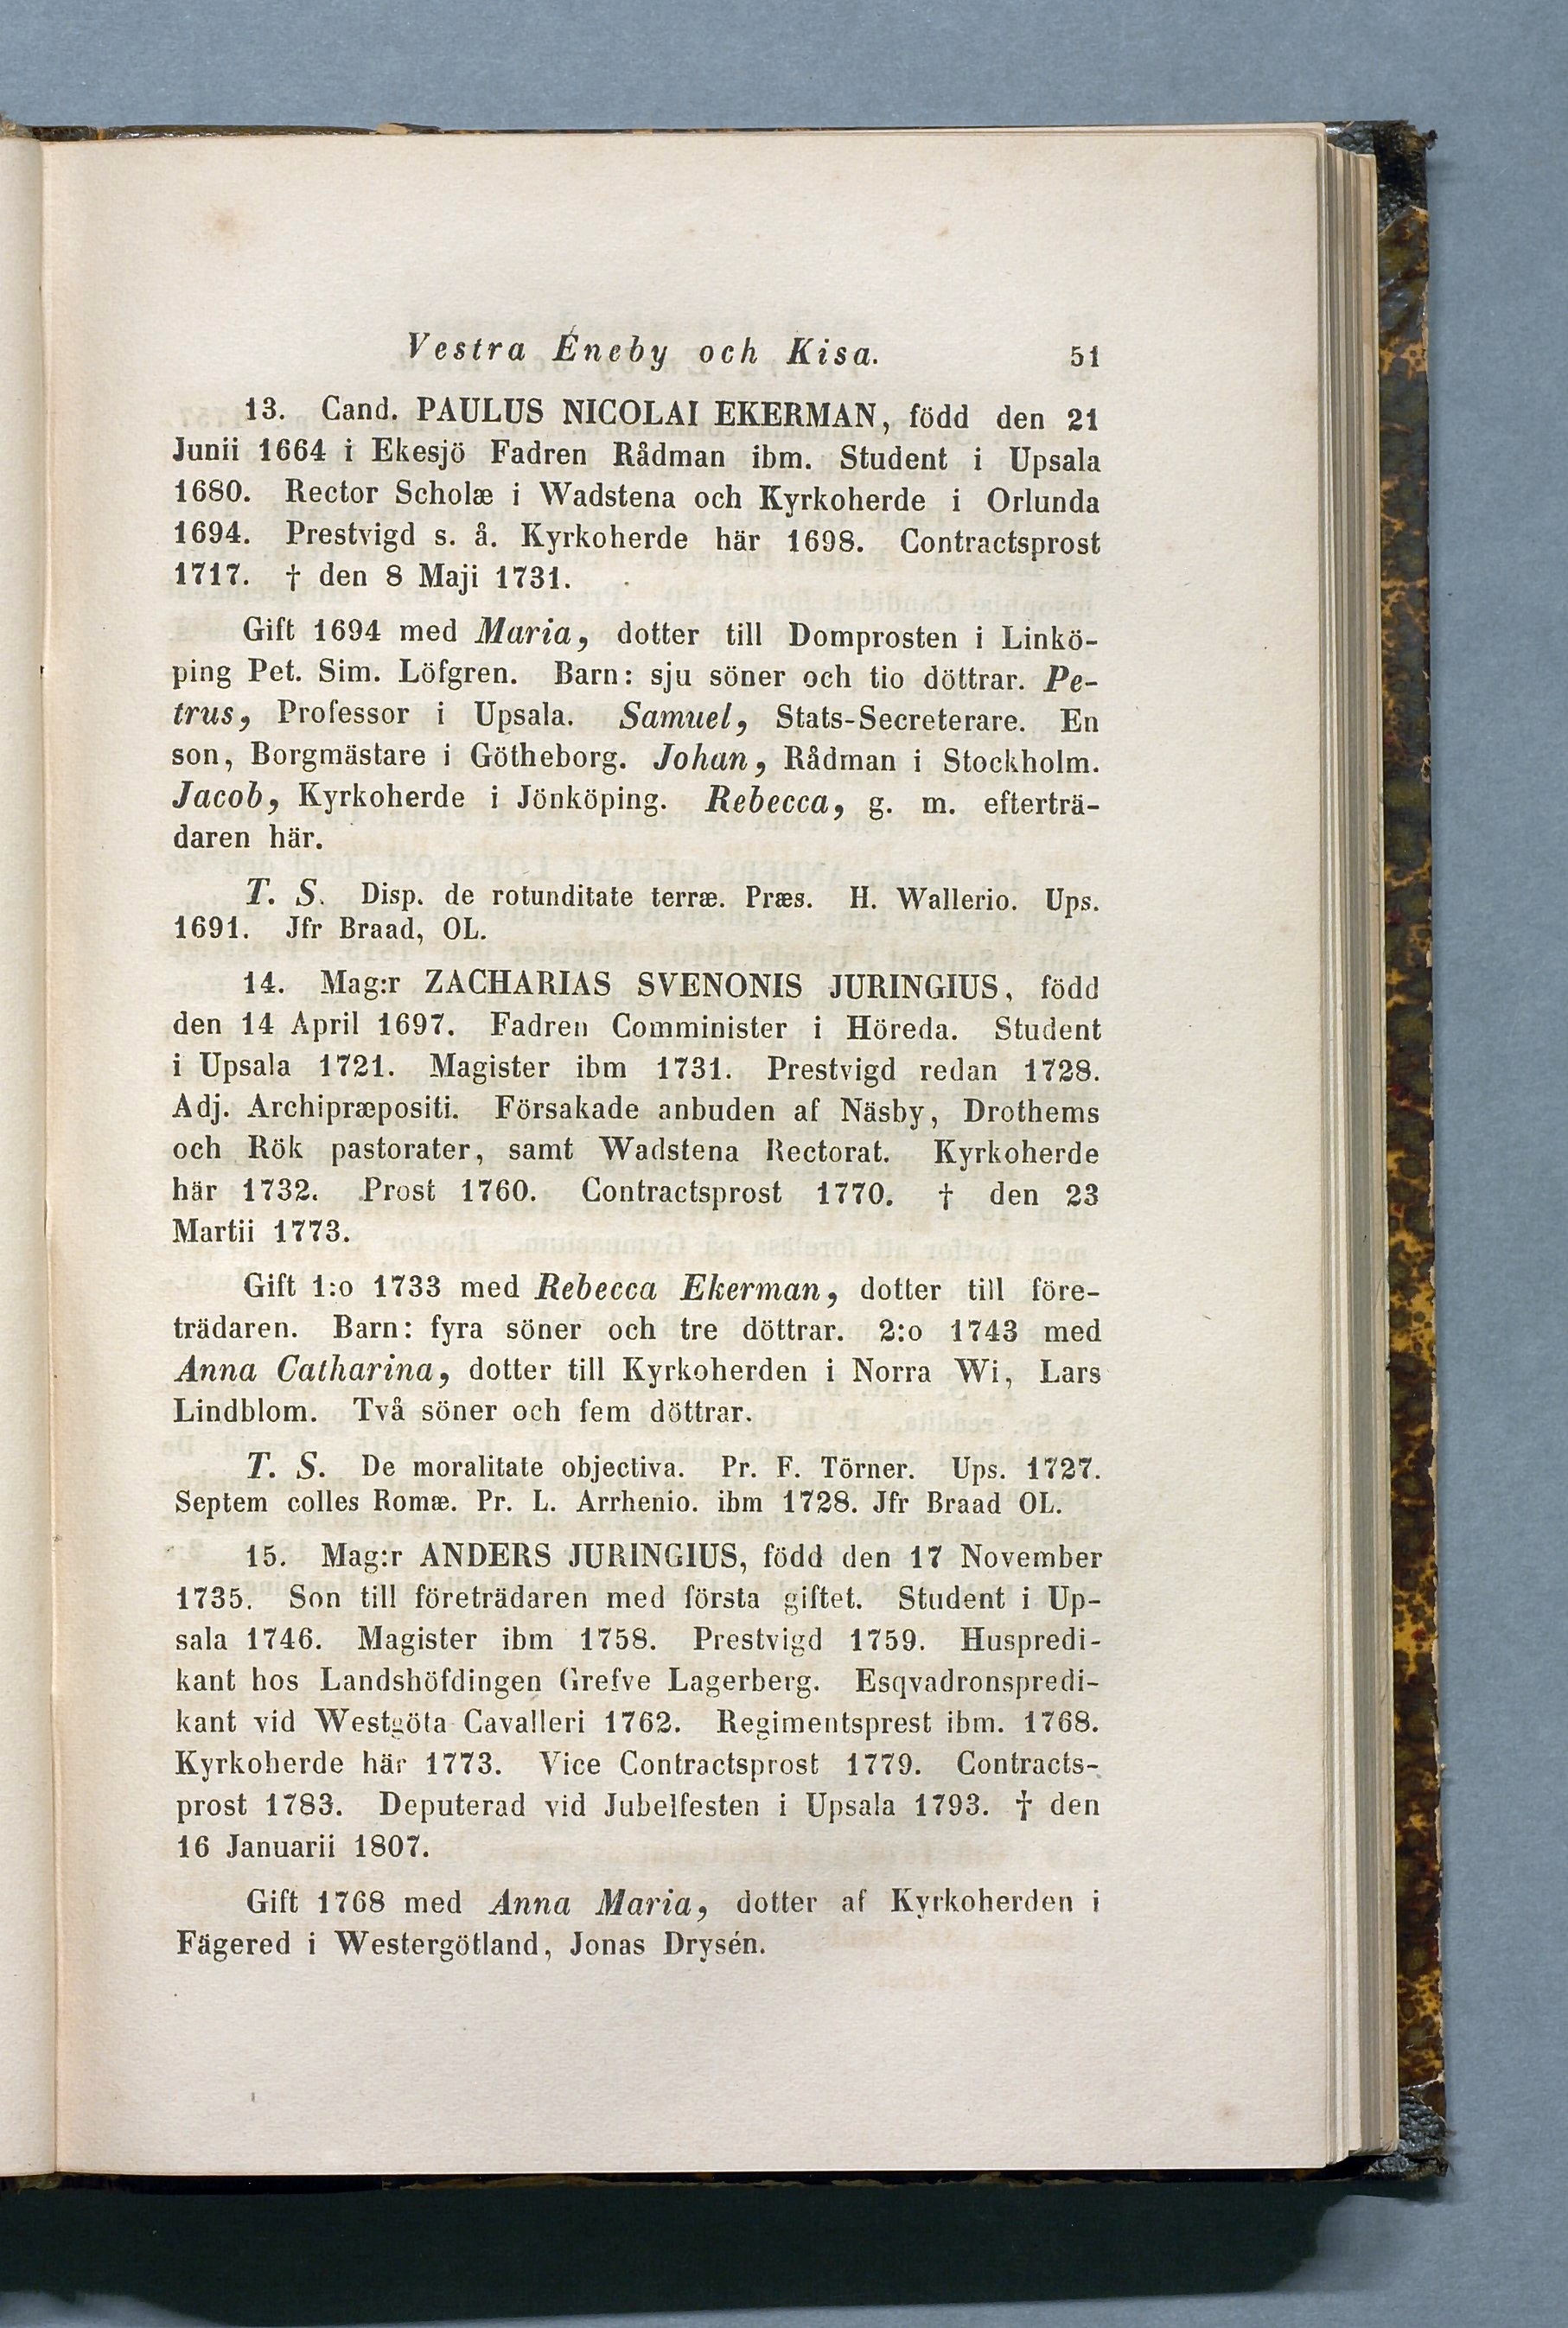 Vestra Éneby och Kisa. 51
13. Cand. PAULUS NICOLAI EKERMAN, född den 21
Junii 1664 i Ekesjö Fadren Rådman ibm. Student i Upsala
1680. Rector Scholæ i Wadstena och Kyrkoherde i Orlunda
1694. Prestvigd s. å. Kyrkoherde här 1698. Contractsprost
1717. † den 8 Maji 1731.
Gift 1694 med Maria, dotter till Domprosten i Linkö-
ping Pet. Sim. Löfgren. Barn: sju söner och tio döttrar. Pe-
trus, Professor i Upsala. Samuel, Stats-Secreterare. En
son, Borgmästare i Götheborg. Johan, Rådman i Stockholm.
Jacob, Kyrkoherde i Jönköping. Rebecca, g. m. efterträ-
daren här.
T. S. Disp. de rotunditate terræ. Præs. H. Wallerio. Ups.
1691. Jfr Braad, OL.
14. Mag:r ZACHARIAS SVENONIS JURINGIUS, född
den 14 April 1697. Fadren Comminister i Höreda. Student
i Upsala 1721. Magister ibm 1731. Prestvigd redan 1728.
Adj. Archipræpositi. Försakade anbuden af Näsby, Drothems
och Rök pastorater, samt Wadstena Rectorat. Kyrkoherde
här 1732. Prost 1760. Contractsprost 1770. † den 23
Martii 1773.
Gift 1:o 1733 med Rebecca Ekerman, dotter till före-
trädaren. Barn: fyra söner och tre döttrar. 2:o 1743 med
Anna Catharina, dotter till Kyrkoherden i Norra Wi, Lars
Lindblom. Två söner och fem döttrar.
T. S. De moralitate objectiva. Pr. F. Törner. Ups. 1727.
Septem colles Romæ. Pr. L. Arrhenio. ibm 1728. Jfr Braad OL.
15. Mag:r ANDERS JURINGIUS, född den 17 November
1735. Son till företrädaren med första giftet. Student i Up-
sala 1746. Magister ibm 1758. Prestvigd 1759. Huspredi-
kant hos Landshöfdingen Grefve Lagerberg. Esqvadronspredi-
kant vid Westgöta Cavalleri 1762. Regimentsprest ibm. 1768.
Kyrkoherde här 1773. Vice Contractsprost 1779. Contracts-
prost 1783. Deputerad vid Jubelfesten i Upsala 1793. † den
16 Januarii 1807.
Gift 1768 med Anna Maria, dotter af Kyrkoherden i
Fägered i Westergötland, Jonas Drysén.